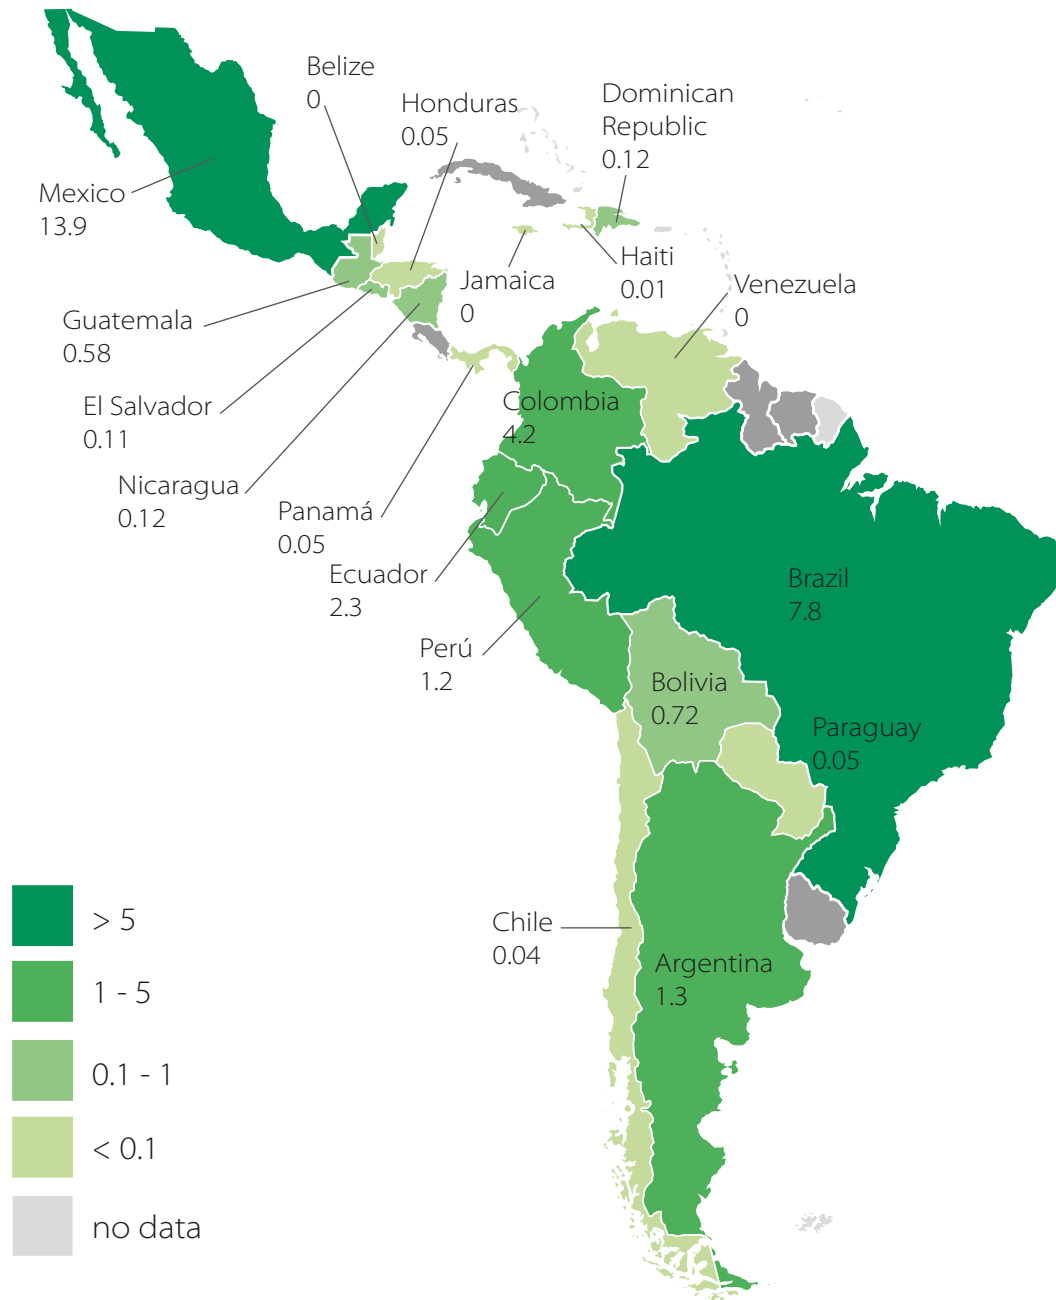 Belize
0
Honduras
0.05
Dominican
Republic
0.12
Mexico
13.9
Haiti
0.01
Jamaica
0
Venezuela
0
Guatemala
0.58
El Salvador
0.11
Colombia
4.2
Nicaragua
0.12
Panamá
0.05
Ecuador
2.3
Brazil
7.8
Perú
1.2
Bolivia
0.72
Paraguay
0.05
Chile
0.04
Argentina
1.3
> 5
1 - 5
0.1 - 1
< 0.1
no data